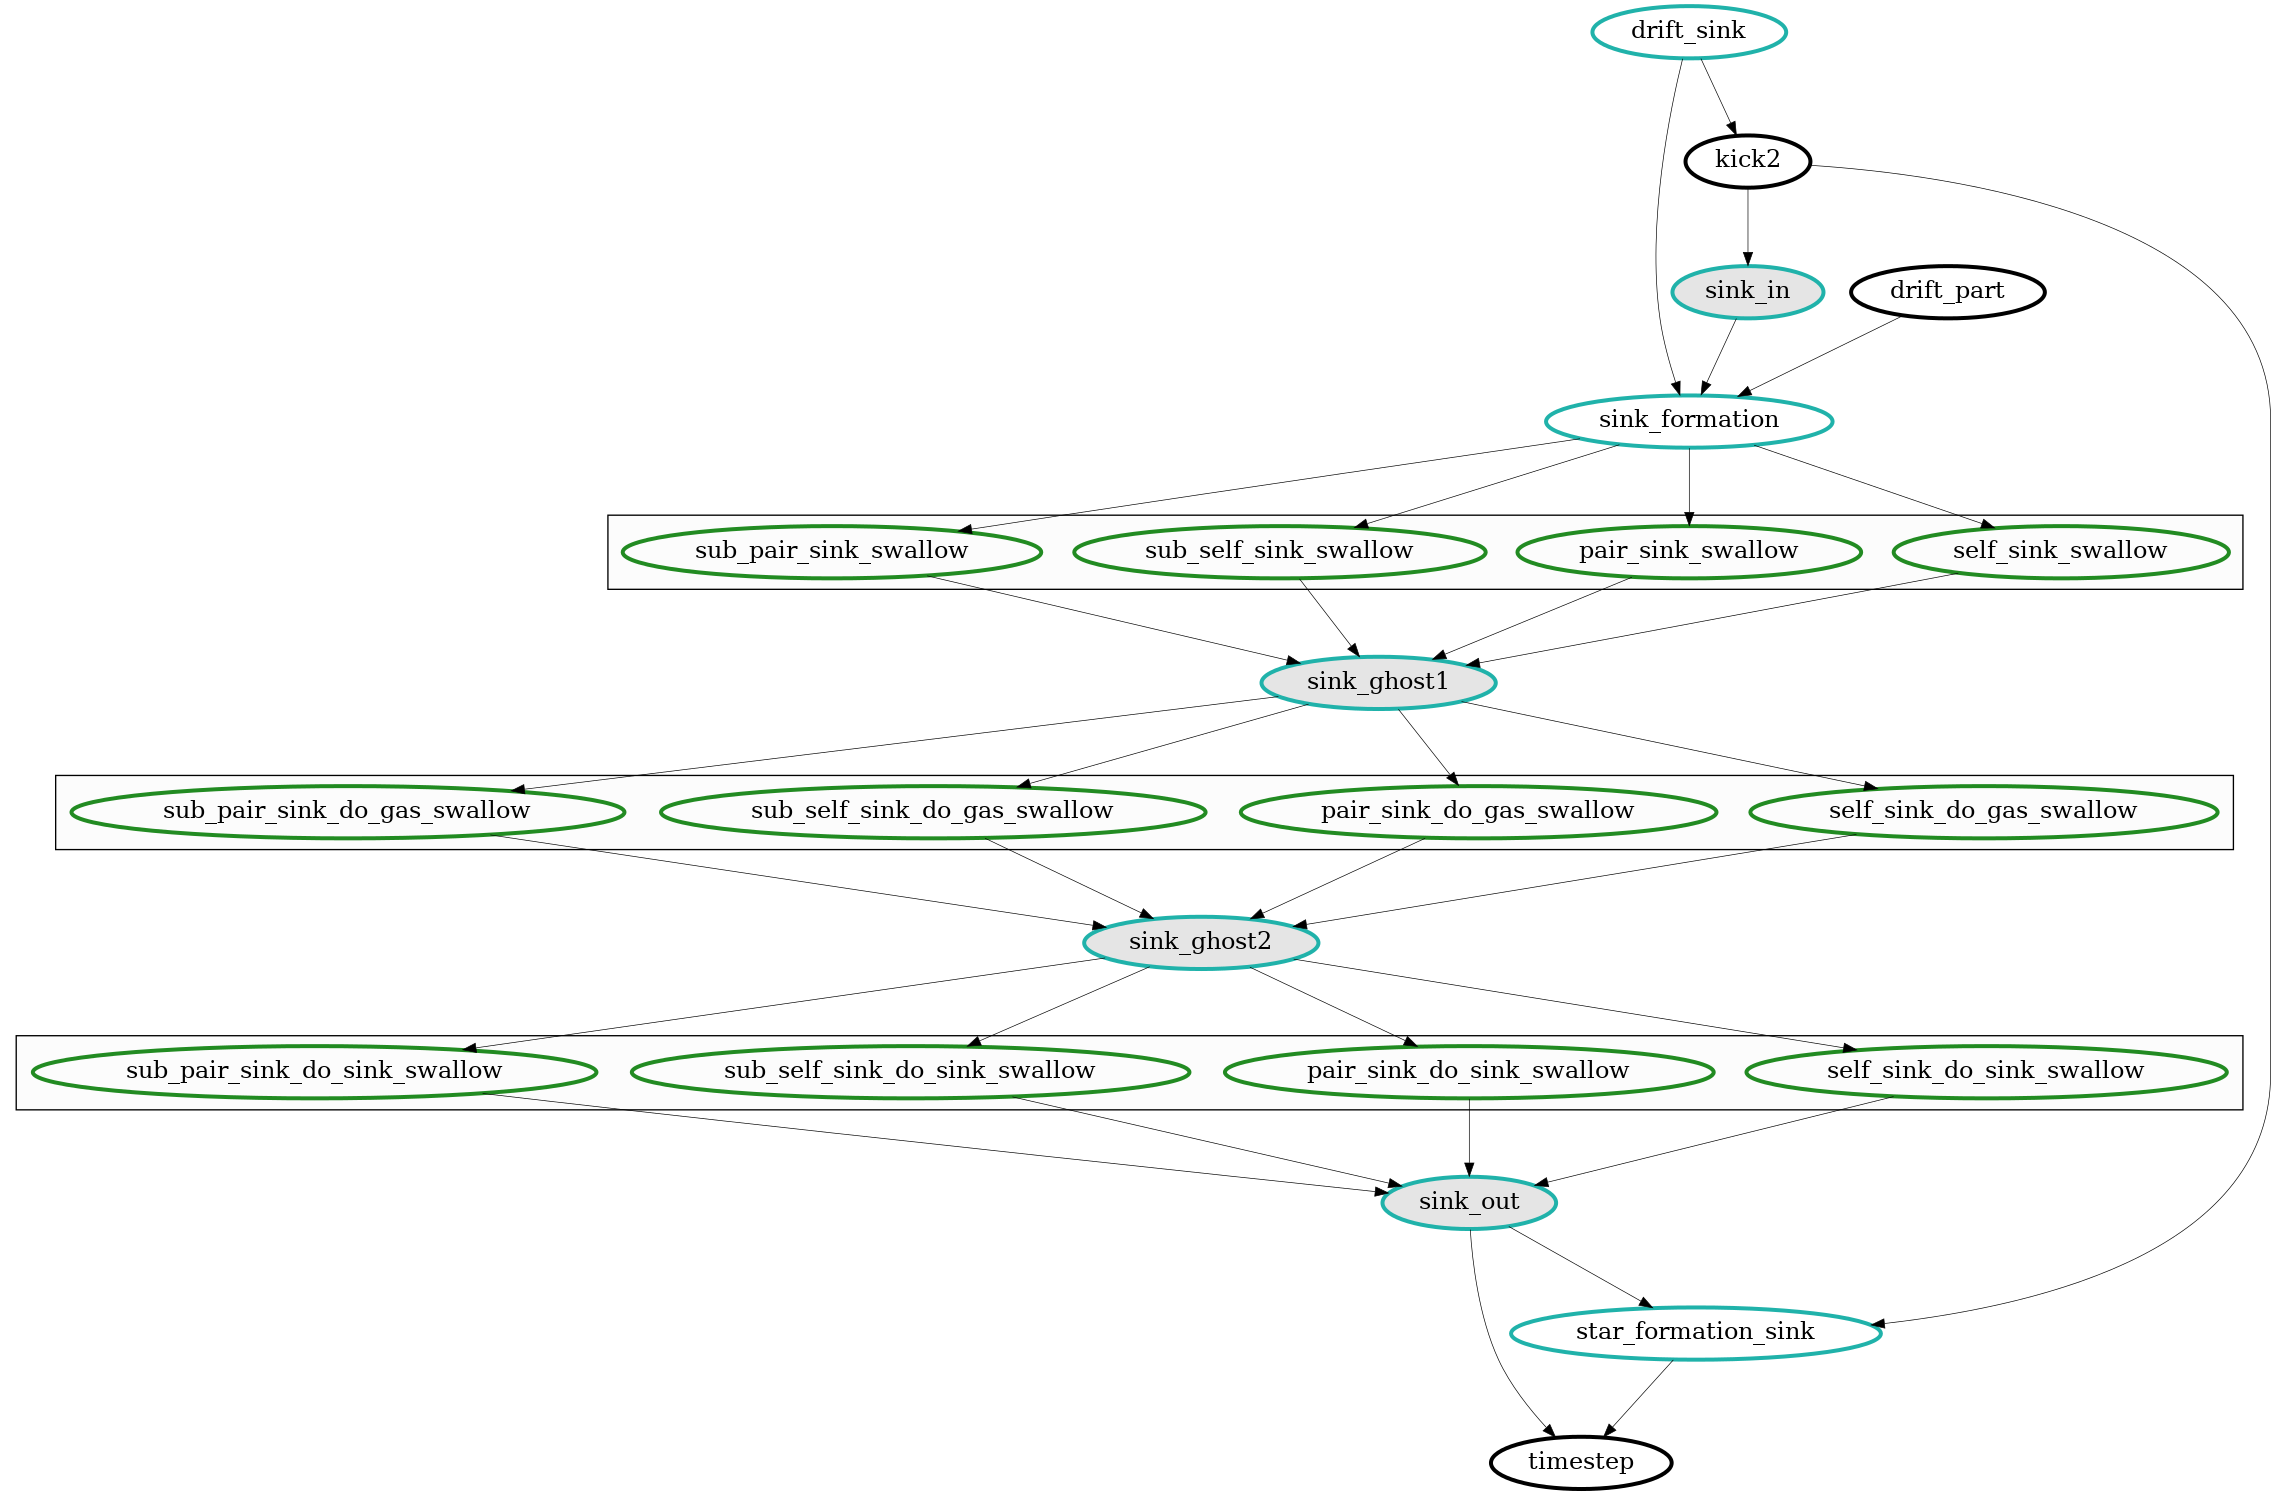 drift_sink
kick2
sink_in
drift_part
sink_formation
sub_pair_sink_swallow
sub_self_sink_swallow
pair_sink_swallow
self_sink_swallow
sink_ghost1
sub_pair_sink_do_gas_swallow
sub_self_sink_do_gas_swallow
pair_sink_do_gas_swallow
self_sink_do_gas_swallow
sink_ghost2
sub_pair_sink_do_sink_swallow
sub_self_sink_do_sink_swallow
pair_sink_do_sink_swallow
self_sink_do_sink_swallow
sink_out
star_formation_sink
timestep